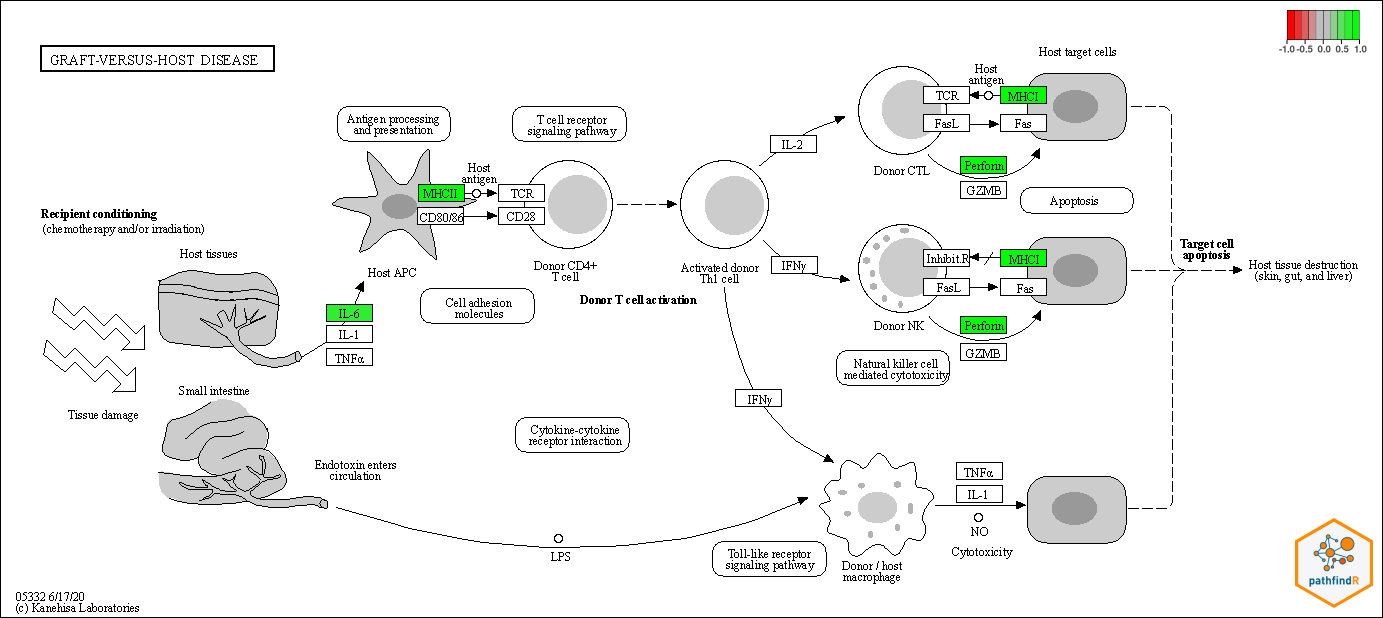 GRAFT-VERSUS-HOST DISEASE
-1.0 -0.5 0.0 0.5 1.0
Host target cells
Antigen processing
and presentation
T cell receptor
signaling pathway
Host
antigen
MHCII
TCR
CD80/86
CD28
Host APC
Donor CD4+
T cell
Recipient conditioning
(chemotherapy and/or irradiation)
Host tissues
IL-6
IL-1
TNFα
Tissue damage
Small intestine
Endotoxin enters
circulation
Cell adhesion
molecules
Donor T cell activation
Activated donor
Th1 cell
IL-2
IFNγ
IFNγ
Cytokine-cytokine
receptor interaction
LPS
TCR
Host
antigen
MHCI
FasL
Fas
Donor CTL
Perforin
GZMB
Apoptosis
Inhibit.R
MHCI
FasL
Fas
Donor NK
Perforin
GZMB
Natural killer cell
mediated cytotoxicity
Target cell
apoptosis
Host tissue destruction
(skin, gut, and liver)
TNFα
IL-1
NO
Cytotoxicity
Toll-like receptor
signaling pathway
Donor / host
macrophage
pathfindR
05332 6/17/20
(c) Kanehisa Laboratories